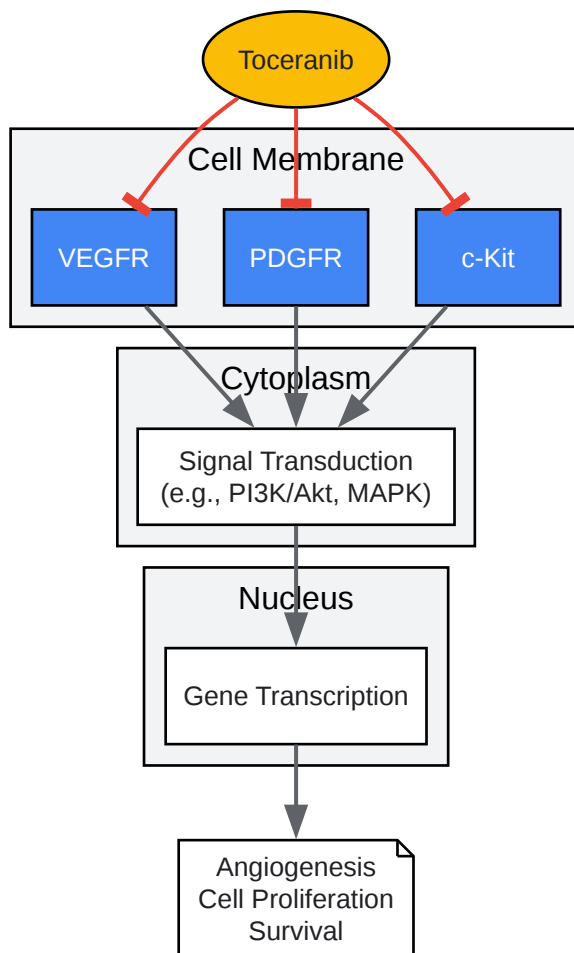 Toceranib
Cell Membrane
VEGFR
PDGFR
c-Kit
Cytoplasm
Signal Transduction
(e.g., PI3K/Akt, MAPK)
Nucleus
Gene Transcription
Angiogenesis
Cell Proliferation
Survival